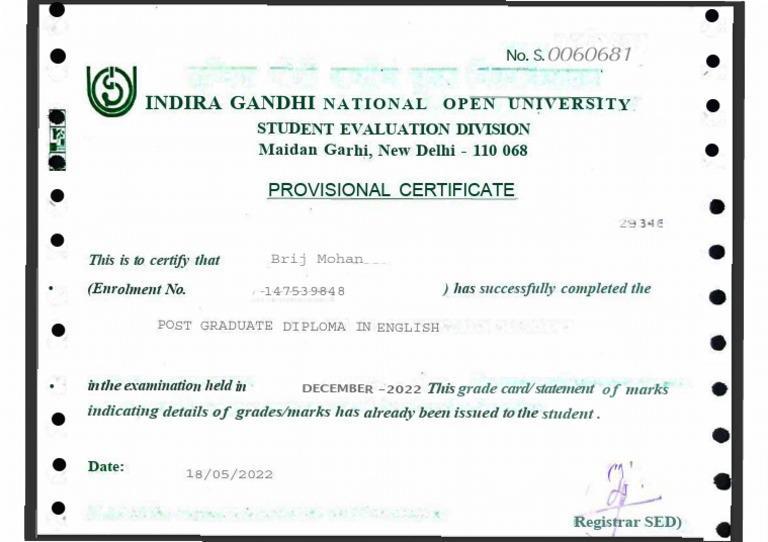 No. S.0060681
INDIRA GANDHI NATIONAL OPEN UNIVERSITY
STUDENT EVALUATION DIVISION
Maidan Garhi, New Delhi - 110 068
PROVISIONAL CERTIFICATE
29346
This is to certify that Brij Mohan
(Enrolment No. -147539848 ) has successfully completed the
POST GRADUATE DIPLOMA IN ENGLISH
in the examination held in DECEMBER -2022 This grade card/statement of marks
indicating details of grades/marks has already been issued to the student .
Date: 18/05/2022
Registrar SED)